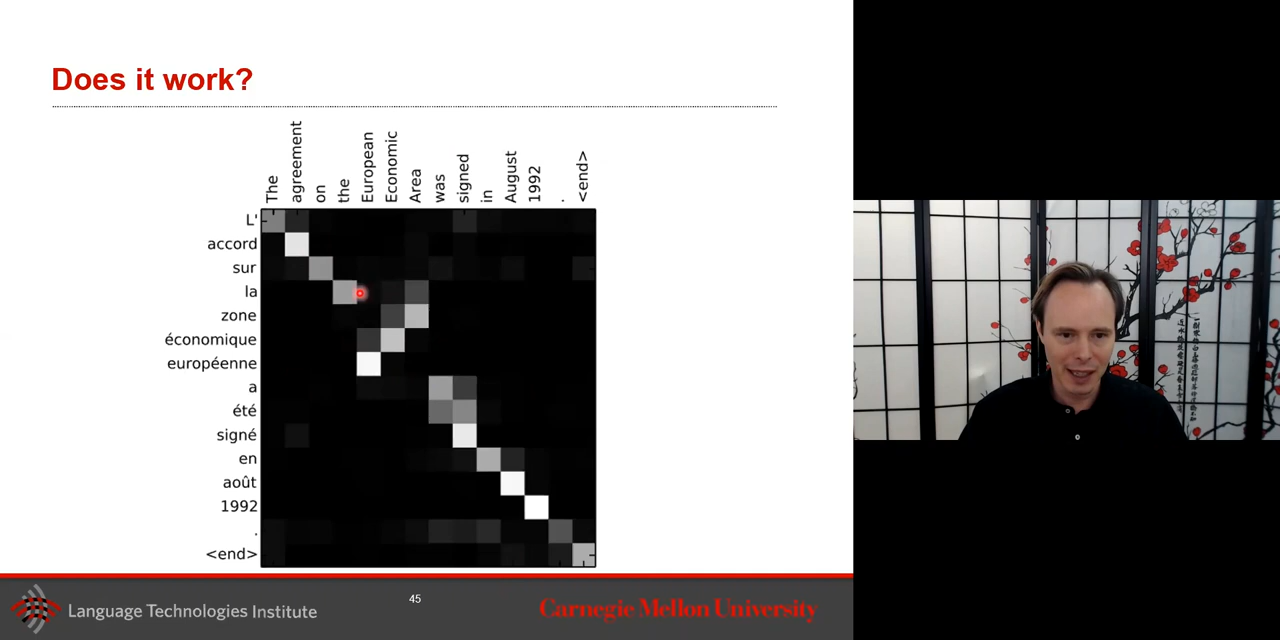 Does it work?
The
agreement
on
the
European
Economic
Area
was
signed
in
August
1992
.
<end>
L'
accord
sur
la
zone
économique
européenne
a
été
signé
en
août
1992
.
<end>
Language Technologies Institute
45
Carnegie Mellon University